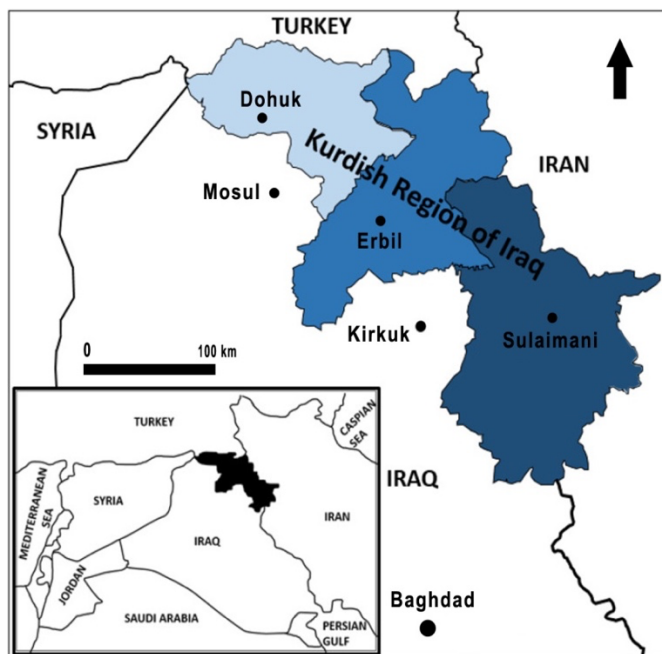 TURKEY
Dohuk
SYRIA
Kurdish Region of Iraq
IRAN
Mosul
Erbil
Kirkuk
Sulaimani
0 100 km
IRAQ
Baghdad
TURKEY
CASPIAN
SEA
MEDITERRANEAN
SEA
SYRIA
IRAQ
IRAN
JORDAN
SAUDI ARABIA
PERSIAN
GULF